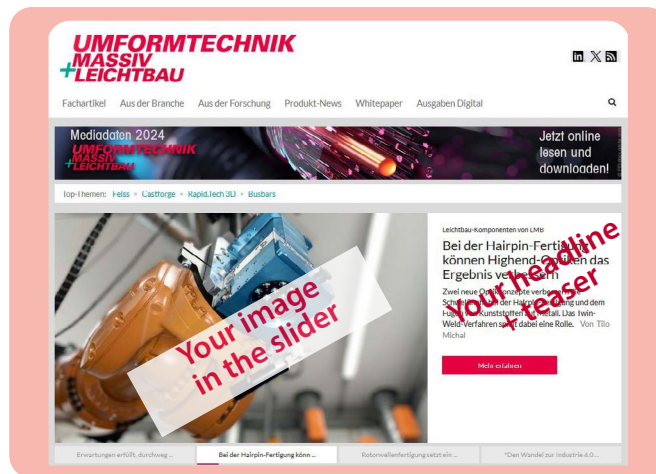 UMFORMTECHNIK
MASSIV
+LEICHTBAU
Fachartikel Aus der Branche Aus der Forschung Produkt-News Whitepaper Ausgaben Digital
Mediadaten 2024
UMFORMTECHNIK
MASSIV
+LEICHTBAU
Jetzt online
lesen und
downloaden!
Top-Themen: Felss Castforge Rapid.Tech 3D Busbars
Your image
in the slider
Leichtbau-Komponenten von LMB
Bei der Hairpin-Fertigung
können Highend-Optiken das
Ergebnis verbessern
Zwei neue Optikkonzepte
der und dem
Fügen von Kunststoffen mit Metall. Das Twin-
Weld-Verfahren spielt dabei eine Rolle. Von Tilo
Michal
Your headline
+ teaser
Mehr erfahren
Erwartungen erfüllt, durchweg ...
Bei der Hairpin-Fertigung könn ...
Rotorwellenfertigung setzt ein ...
"Den Wandel zur Industrie 4.0 ...